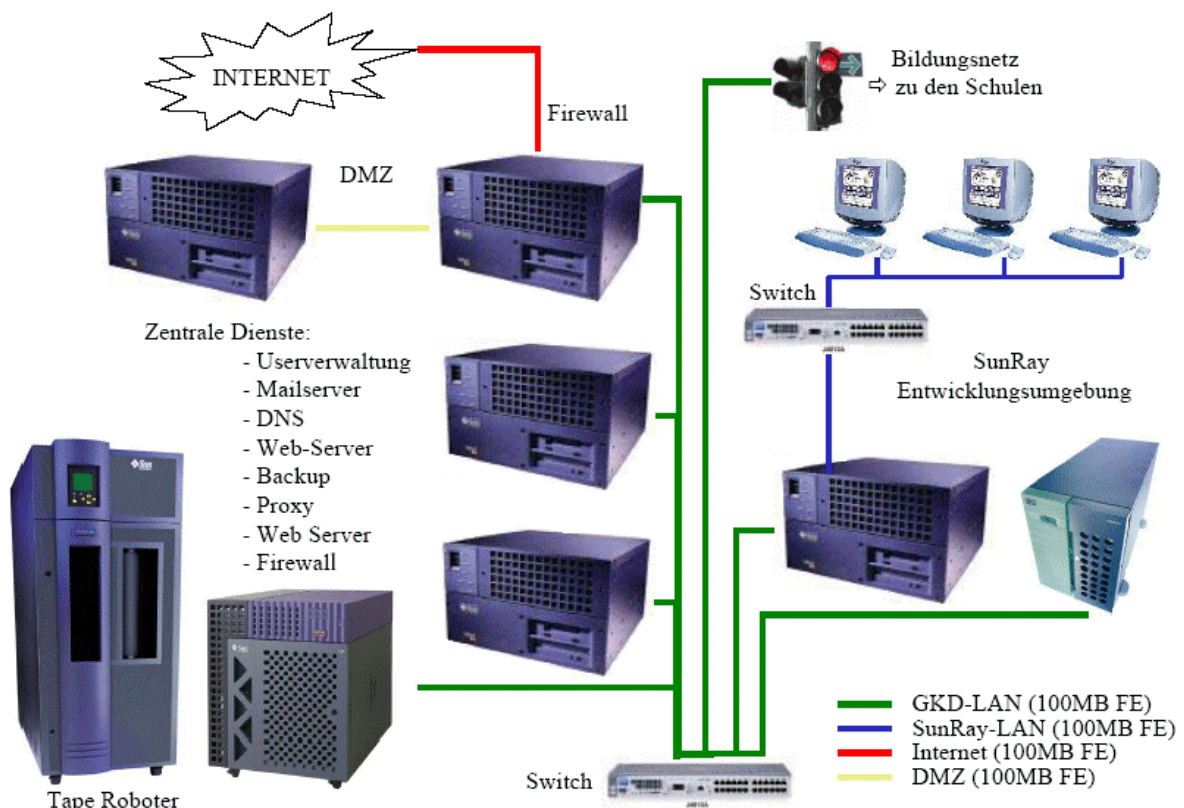 INTERNET
Firewall
DMZ
Bildungsnetz
⇨ zu den Schulen
Switch
SunRay
Entwicklungsumgebung
Zentrale Dienste:
- Userverwaltung
- Mailserver
- DNS
- Web-Server
- Backup
- Proxy
- Web Server
- Firewall
Sun
Tape Roboter
Switch
GKD-LAN (100MB FE)
SunRay-LAN (100MB FE)
Internet (100MB FE)
DMZ (100MB FE)